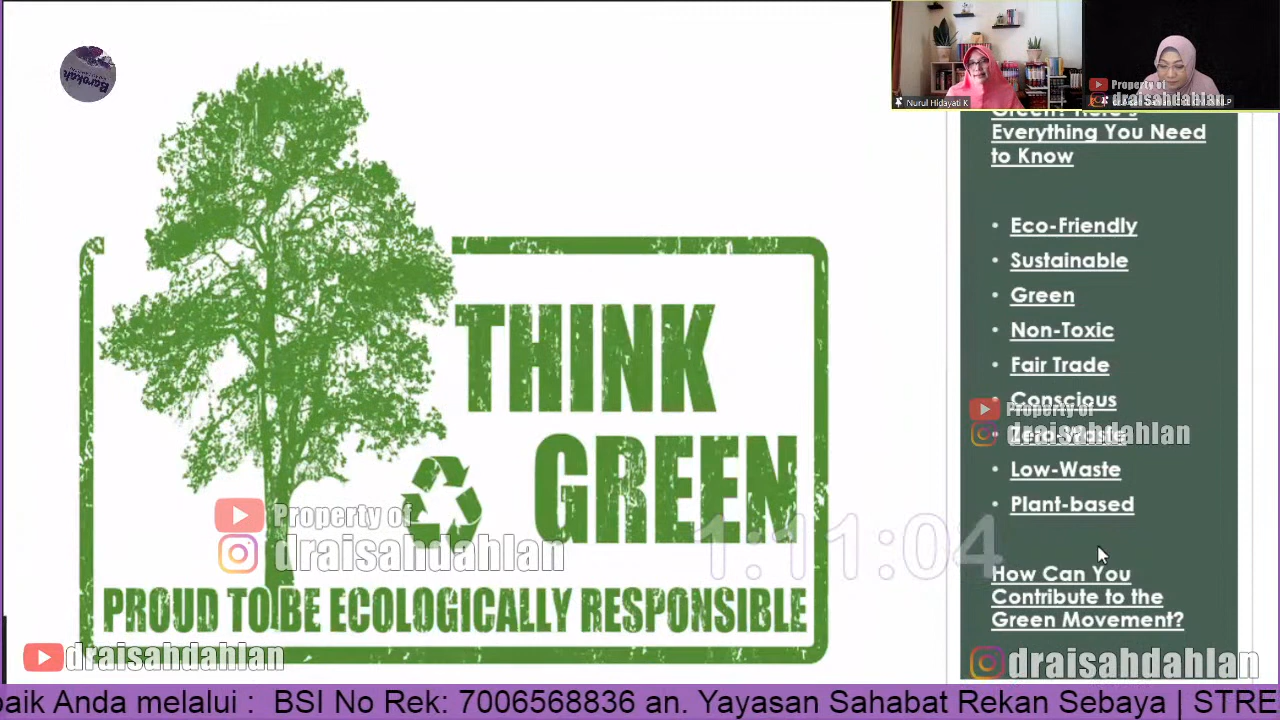 Barokah
THINK
GREEN
PROUD TO BE ECOLOGICALLY RESPONSIBLE
Nurul Hidayati K
Property of
draisahdahlan
Everything You Need
to Know
• Eco-Friendly
• Sustainable
• Green
• Non-Toxic
• Fair Trade
• Conscious
Property of
draisahdahlan
• Zero-Waste
• Low-Waste
• Plant-based
How Can You
Contribute to the
Green Movement?
Property of
draisahdahlan
1:11:04
draisahdahlan
draisahdahlan
baik Anda melalui : BSI No Rek: 7006568836 an. Yayasan Sahabat Rekan Sebaya | STRE